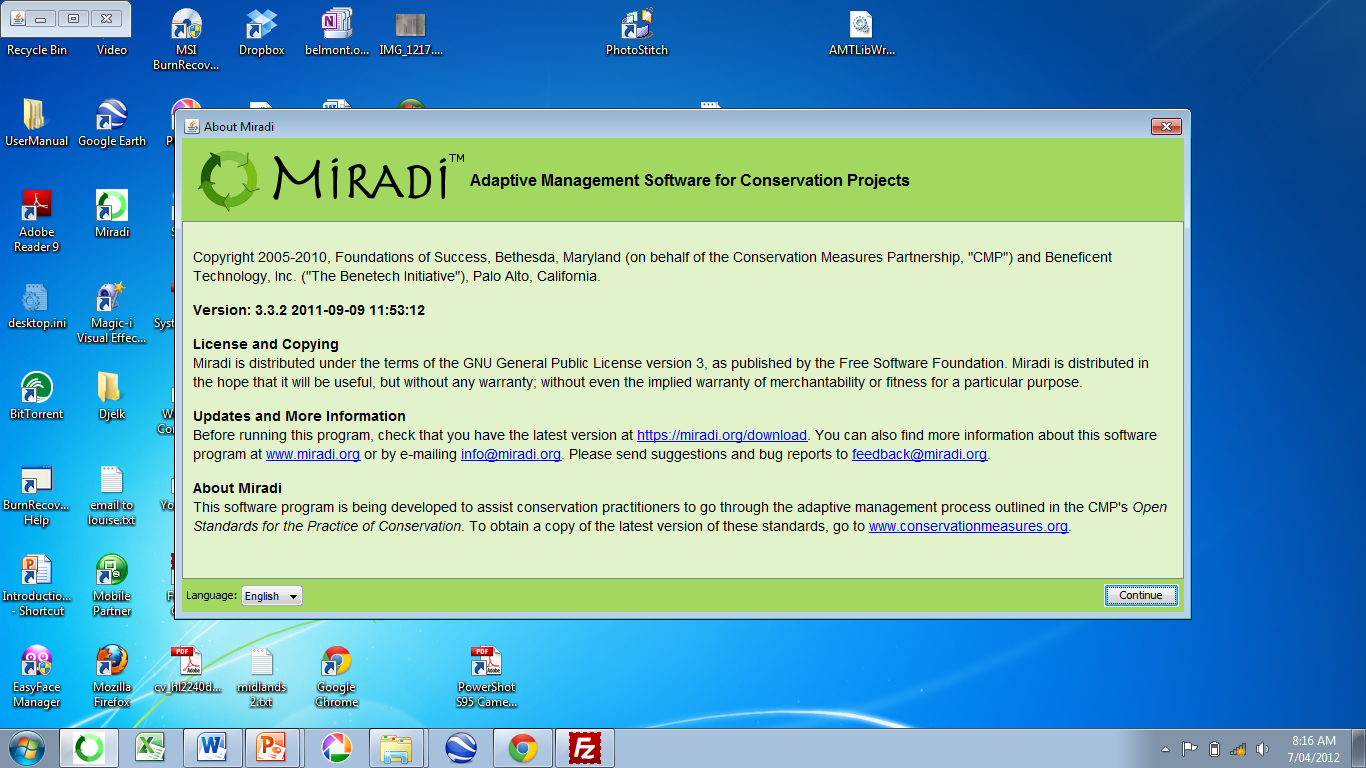 Recycle Bin
Video
MSI
BurnRecov...
Dropbox
belmont.o...
IMG_1217....
PhotoStitch
AMTLibWr...
UserManual
Google Earth
About Miradi
MiRADi™
Adaptive Management Software for Conservation Projects
Adobe
Reader 9
Miradi
Copyright 2005-2010, Foundations of Success, Bethesda, Maryland (on behalf of the Conservation Measures Partnership, "CMP") and Beneficent
Technology, Inc. ("The Benetech Initiative"), Palo Alto, California.
Version: 3.3.2 2011-09-09 11:53:12
License and Copying
Miradi is distributed under the terms of the GNU General Public License version 3, as published by the Free Software Foundation. Miradi is distributed in
the hope that it will be useful, but without any warranty; without even the implied warranty of merchantability or fitness for a particular purpose.
Updates and More Information
Before running this program, check that you have the latest version at https://miradi.org/download. You can also find more information about this software
program at www.miradi.org or by e-mailing info@miradi.org. Please send suggestions and bug reports to feedback@miradi.org.
About Miradi
This software program is being developed to assist conservation practitioners to go through the adaptive management process outlined in the CMP's Open
Standards for the Practice of Conservation. To obtain a copy of the latest version of these standards, go to www.conservationmeasures.org.
Language: English
Continue
desktop.ini
Magic-i
Visual Effec...
Syst
BitTorrent
Djelk
BurnRecov...
Help
email to
louise.txt
Introductio...
- Shortcut
Mobile
Partner
EasyFace
Manager
Mozilla
Firefox
PDF
Adobe
cv_hl2240d...
midlands
2.txt
Google
Chrome
PDF
Adobe
PowerShot
S95 Came...
8:16 AM
7/04/2012